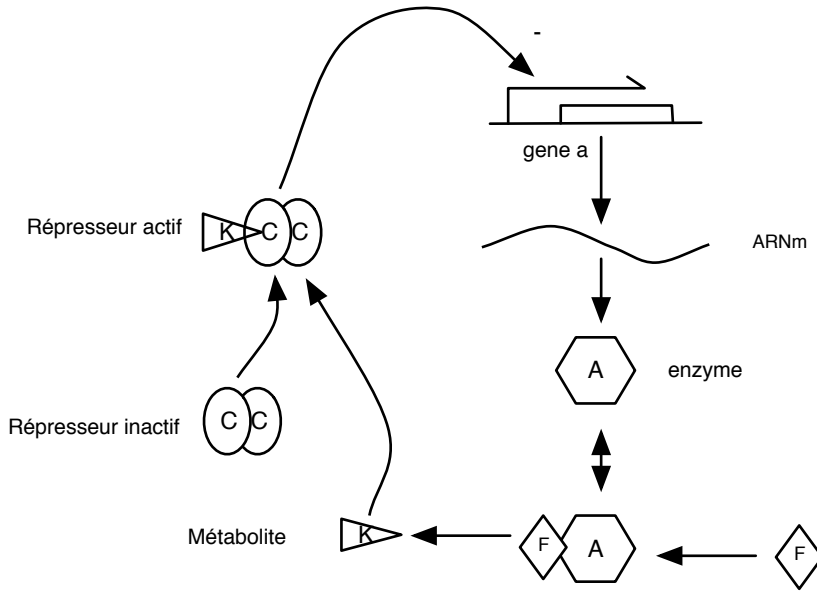 -
gene a
Répresseur actif
K C C
ARNm
A
enzyme
Répresseur inactif
C C
Métabolite
K
F A
F